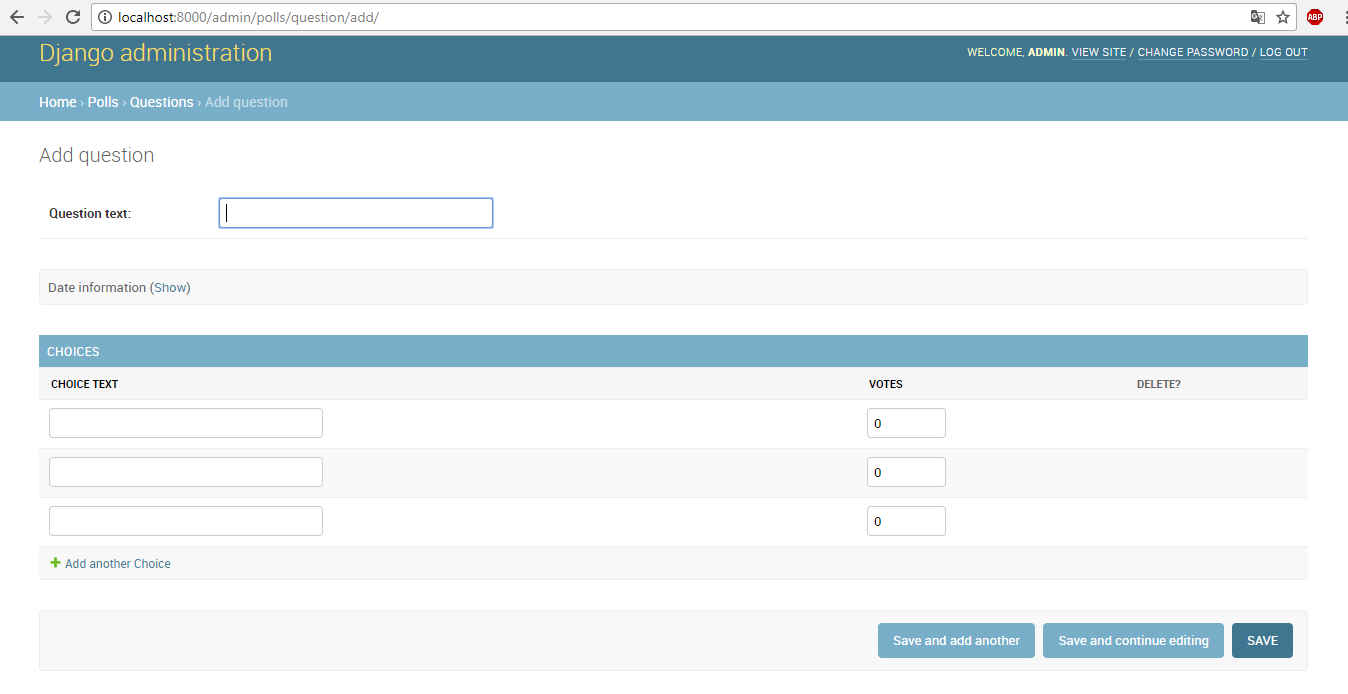 localhost:8000/admin/polls/question/add/
ABP
Django administration
WELCOME, ADMIN. VIEW SITE / CHANGE PASSWORD / LOG OUT
Home › Polls › Questions › Add question
Add question
Question text:
Date information (Show)
CHOICES
CHOICE TEXT VOTES DELETE?
0
0
0
Add another Choice
Save and add another Save and continue editing SAVE